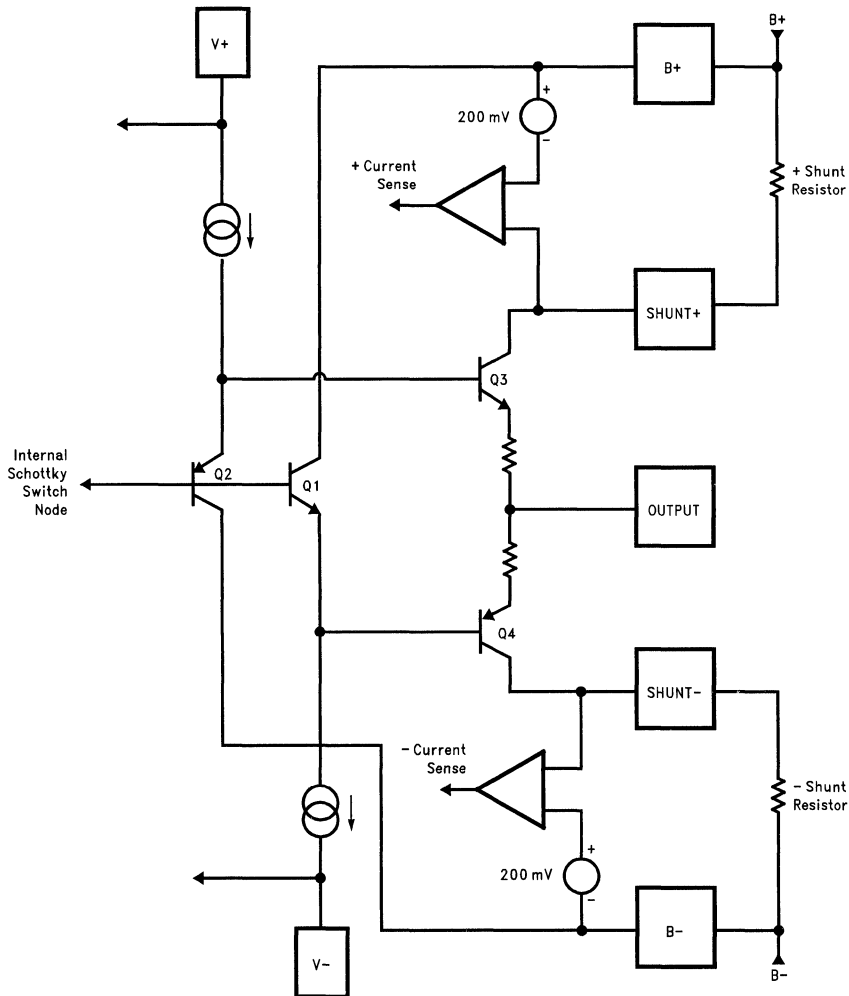 B+
V+
B+
+
200 mV
-
+ Current
Sense
+ Shunt
Resistor
SHUNT+
Q3
Internal
Schottky
Switch
Node
Q2
Q1
OUTPUT
Q4
SHUNT-
- Current
Sense
- Shunt
Resistor
+
200 mV
-
B-
V-
B-